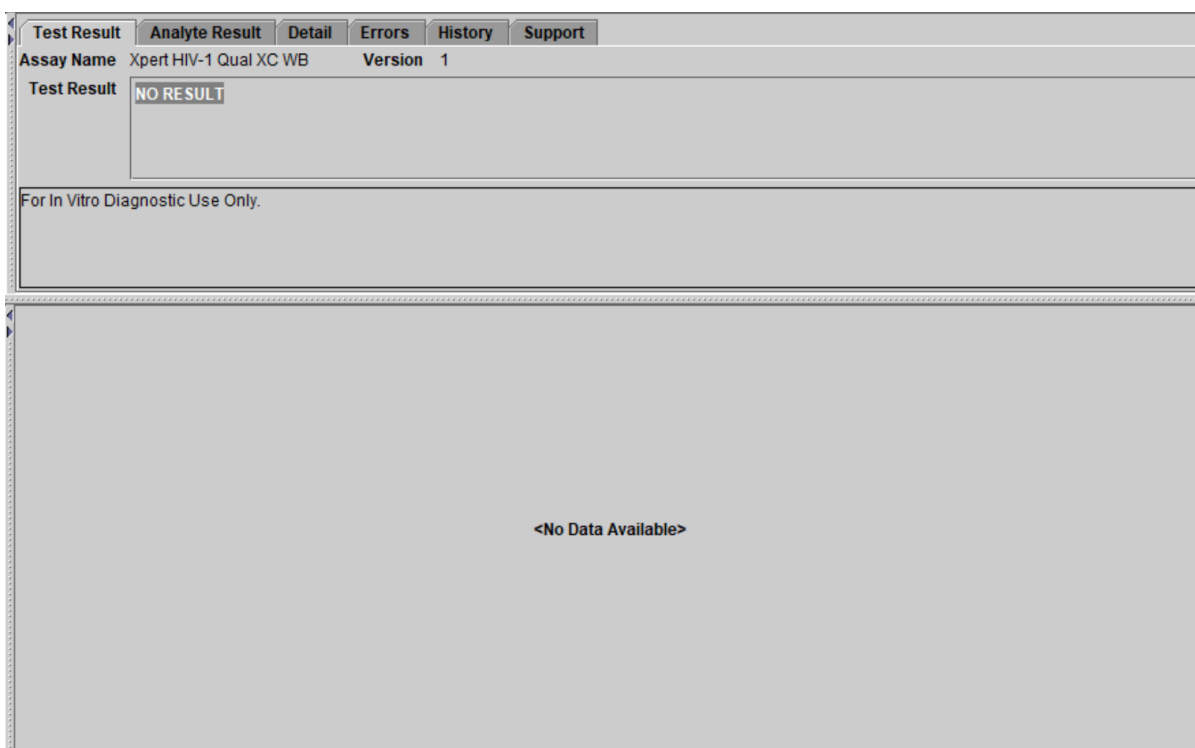 Test Result Analyte Result Detail Errors History Support
Assay Name Xpert HIV-1 Qual XC WB Version 1
Test Result NO RESULT
For In Vitro Diagnostic Use Only.
<No Data Available>